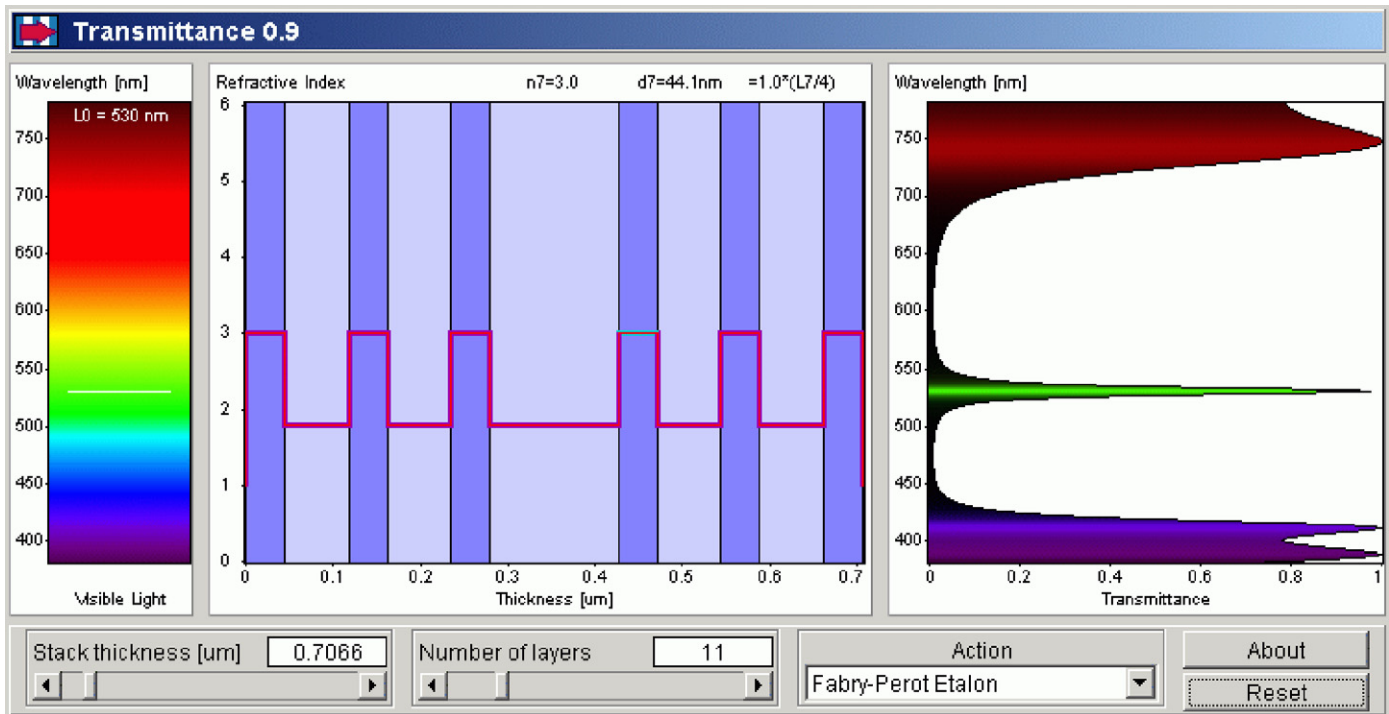 Transmittance 0.9
Wavelength [nm]
L0 = 530 nm
750
700
650
600
550
500
450
400
Visible Light
Refractive Index n7=3.0 d7=44.1nm =1.0*(L7/4)
6
5
4
3
2
1
0
0 0.1 0.2 0.3 0.4 0.5 0.6 0.7
Thickness [um]
Wavelength [nm]
750
700
650
600
550
500
450
400
0 0.2 0.4 0.6 0.8 1
Transmittance
Stack thickness [um] 0.7066
Number of layers 11
Action
Fabry-Perot Etalon
About
Reset